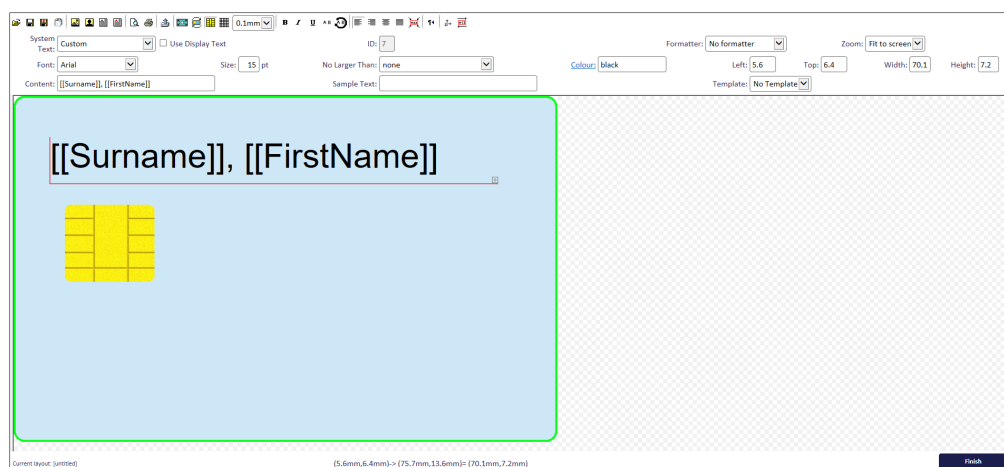 0.1mm B I U
System Text: Custom Use Display Text ID: 7 Formatter: No formatter Zoom: Fit to screen
Font: Arial Size: 15 pt No Larger Than: none Colour: black Left: 5.6 Top: 6.4 Width: 70.1 Height: 7.2
Content: [[Surname]], [[FirstName]] Sample Text: Template: No Template
[[Surname]], [[FirstName]]
Current layout: [untitled] (5.6mm,6.4mm)-> (75.7mm,13.6mm)= (70.1mm,7.2mm) Finish